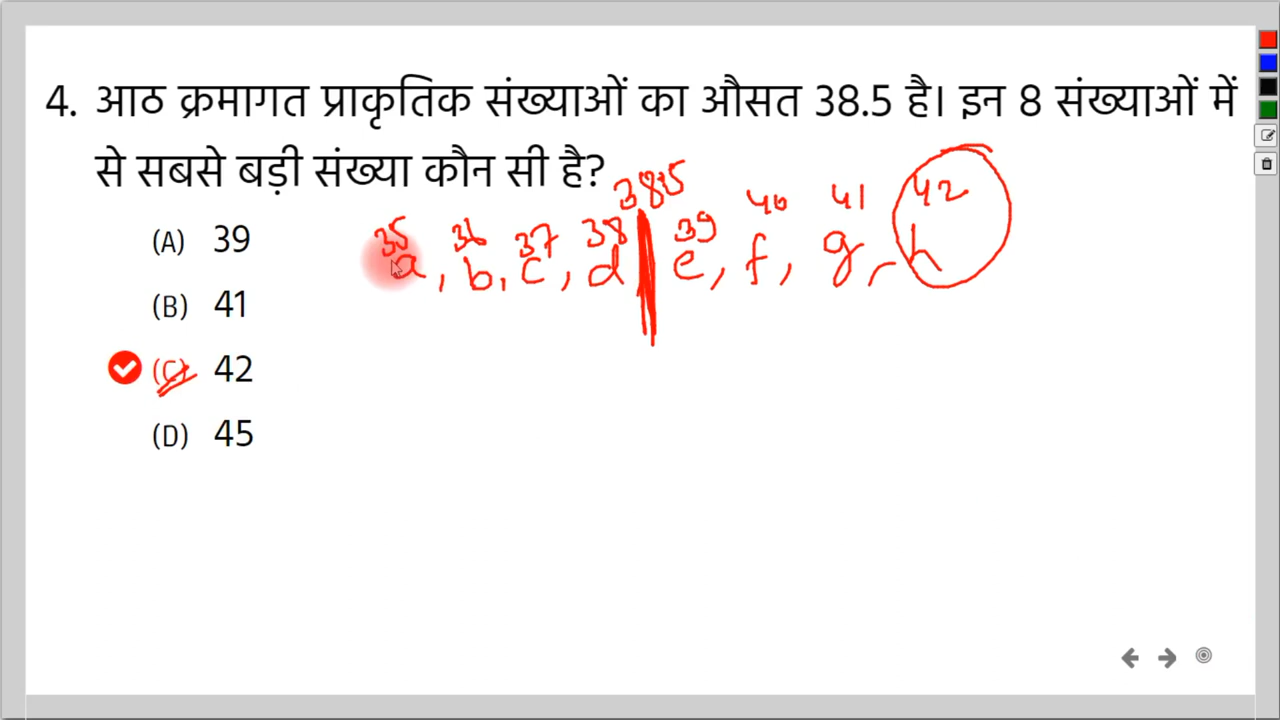 4. आठ क्रमागत प्राकृतिक संख्याओं का औसत 38.5 है। इन 8 संख्याओं में
से सबसे बड़ी संख्या कौन सी है?
38.5
35 36 37 38 39 40 41 42
a, b, c, d e, f, g, h
(A) 39
(B) 41
(C) 42
(D) 45